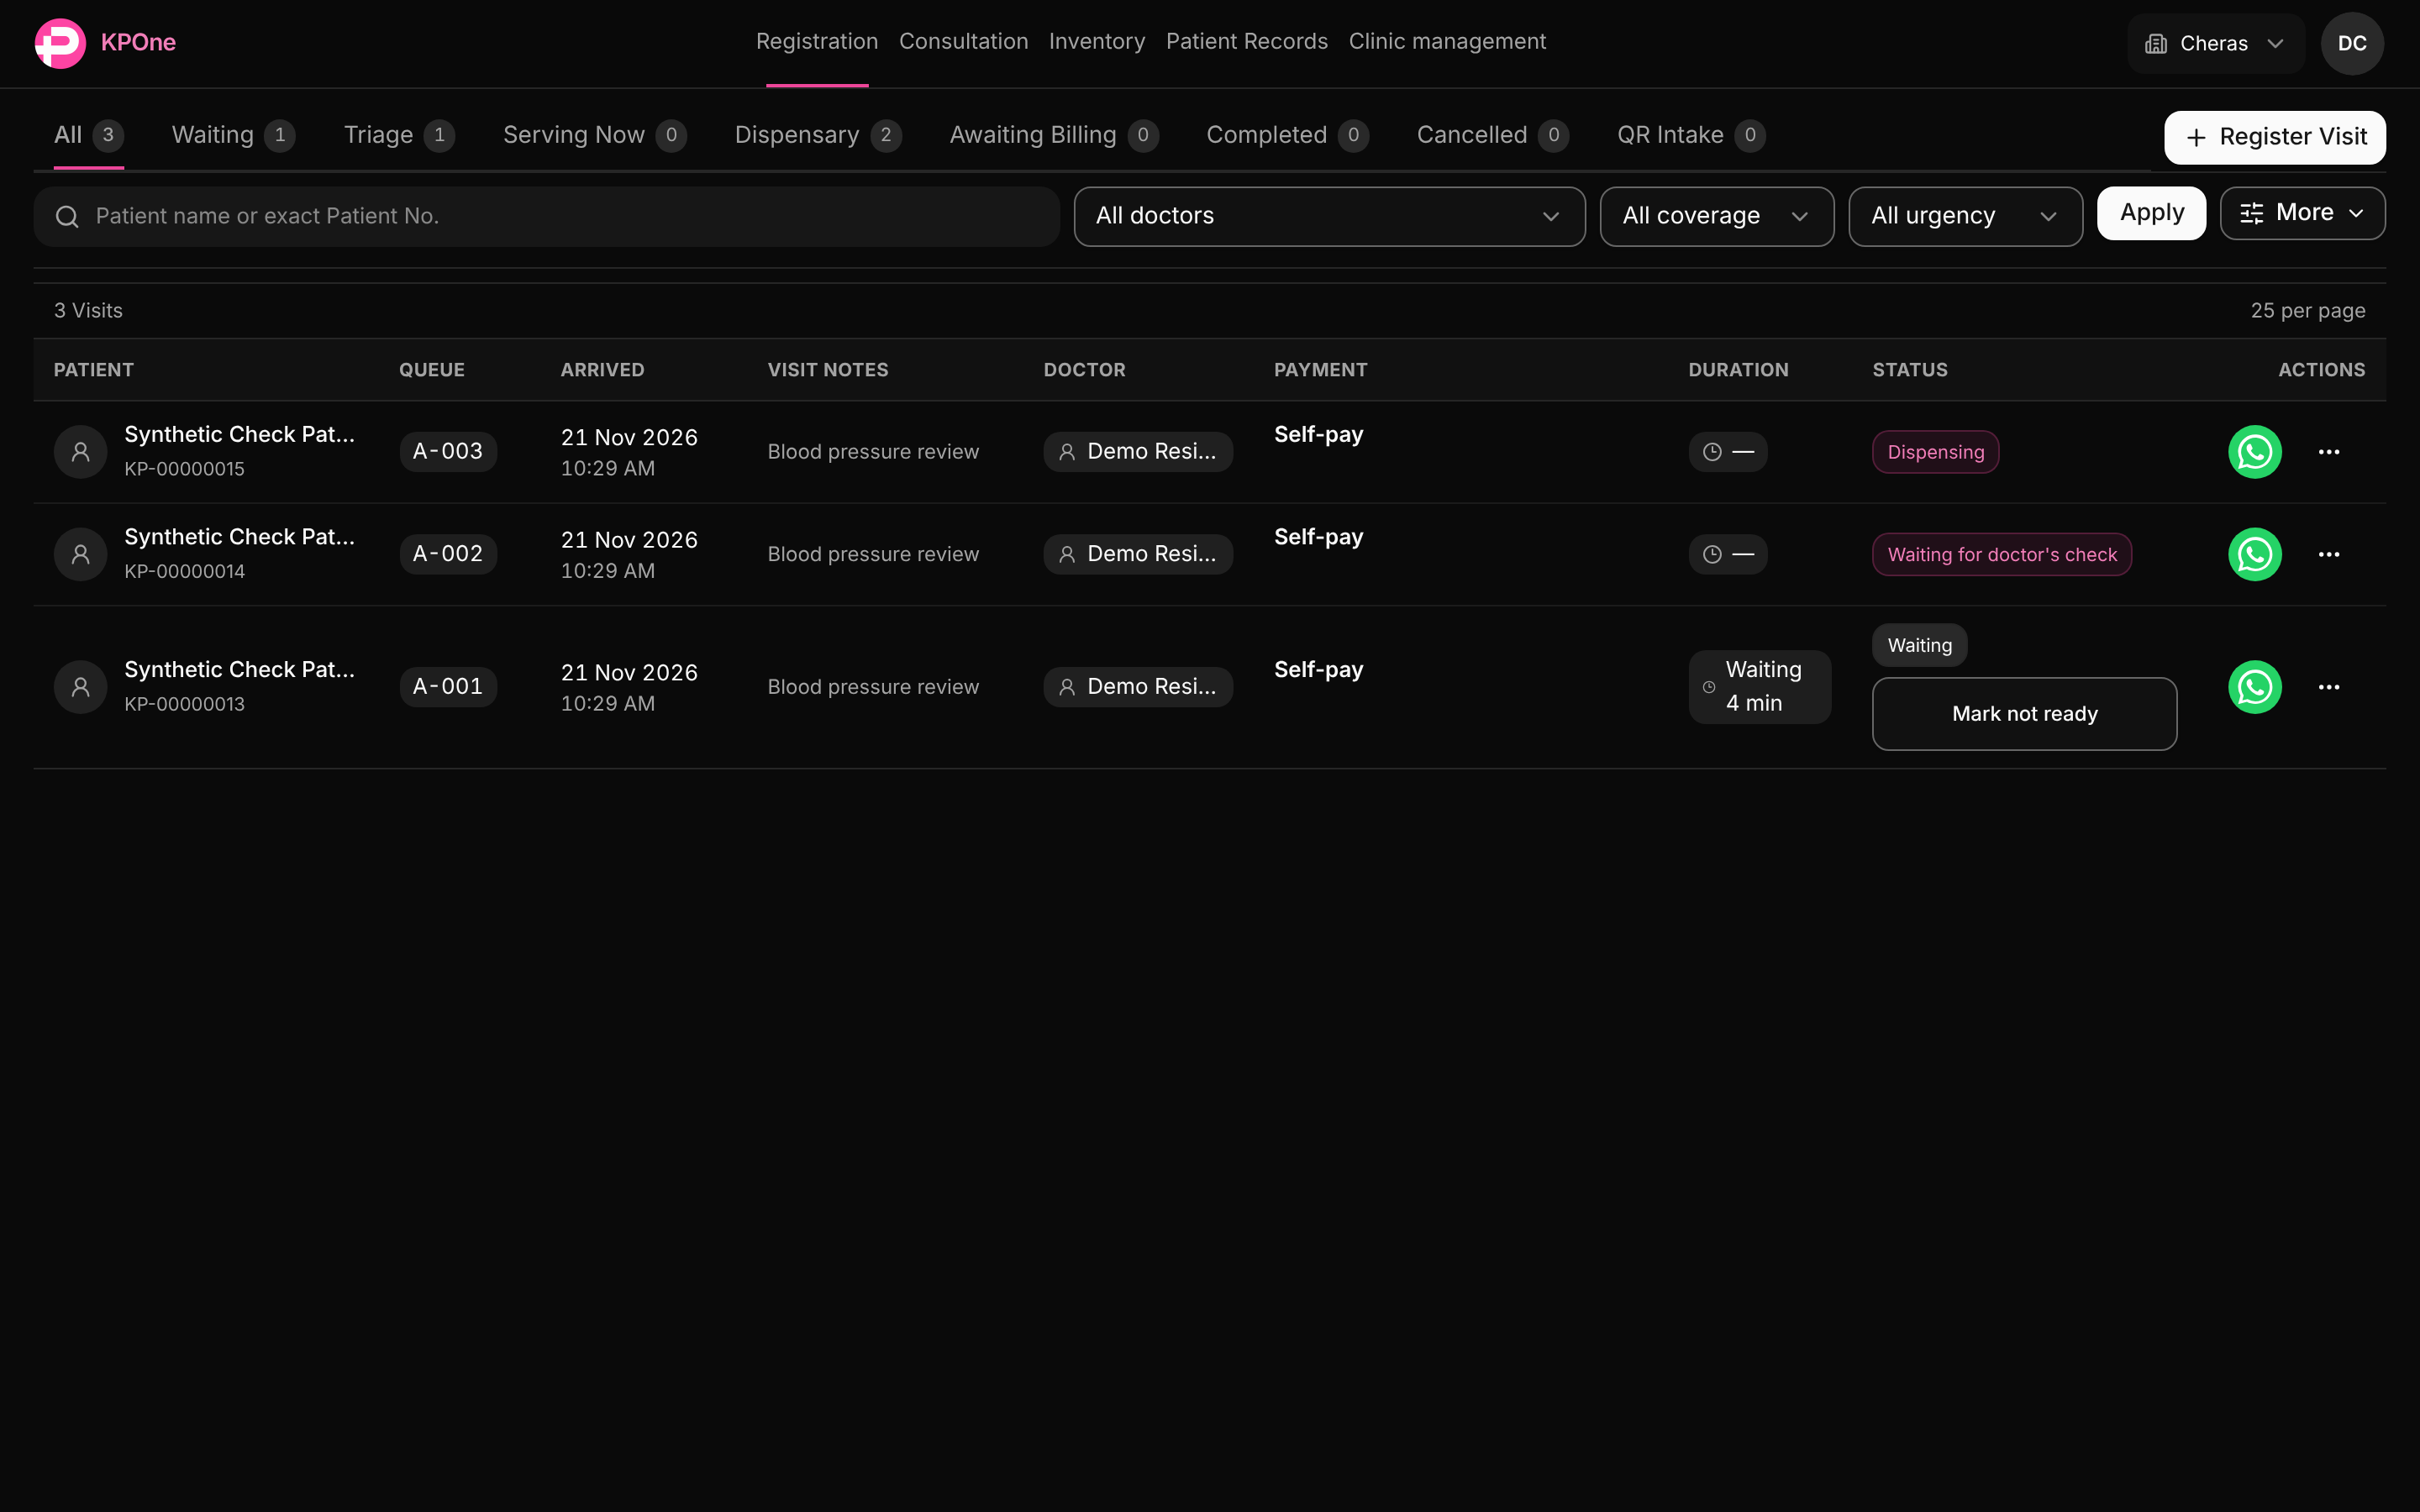 KPOne
Registration Consultation Inventory Patient Records Clinic management
Cheras
DC
All 3 Waiting 1 Triage 1 Serving Now 0 Dispensary 2 Awaiting Billing 0 Completed 0 Cancelled 0 QR Intake 0
Register Visit
Patient name or exact Patient No.
All doctors
All coverage
All urgency
Apply
More
3 Visits
25 per page
PATIENT QUEUE ARRIVED VISIT NOTES DOCTOR PAYMENT DURATION STATUS ACTIONS
Synthetic Check Pat...
KP-00000015
A-003
21 Nov 2026
10:29 AM
Blood pressure review
Demo Resi...
Self-pay
—
Dispensing
Synthetic Check Pat...
KP-00000014
A-002
21 Nov 2026
10:29 AM
Blood pressure review
Demo Resi...
Self-pay
—
Waiting for doctor's check
Synthetic Check Pat...
KP-00000013
A-001
21 Nov 2026
10:29 AM
Blood pressure review
Demo Resi...
Self-pay
Waiting
4 min
Waiting
Mark not ready